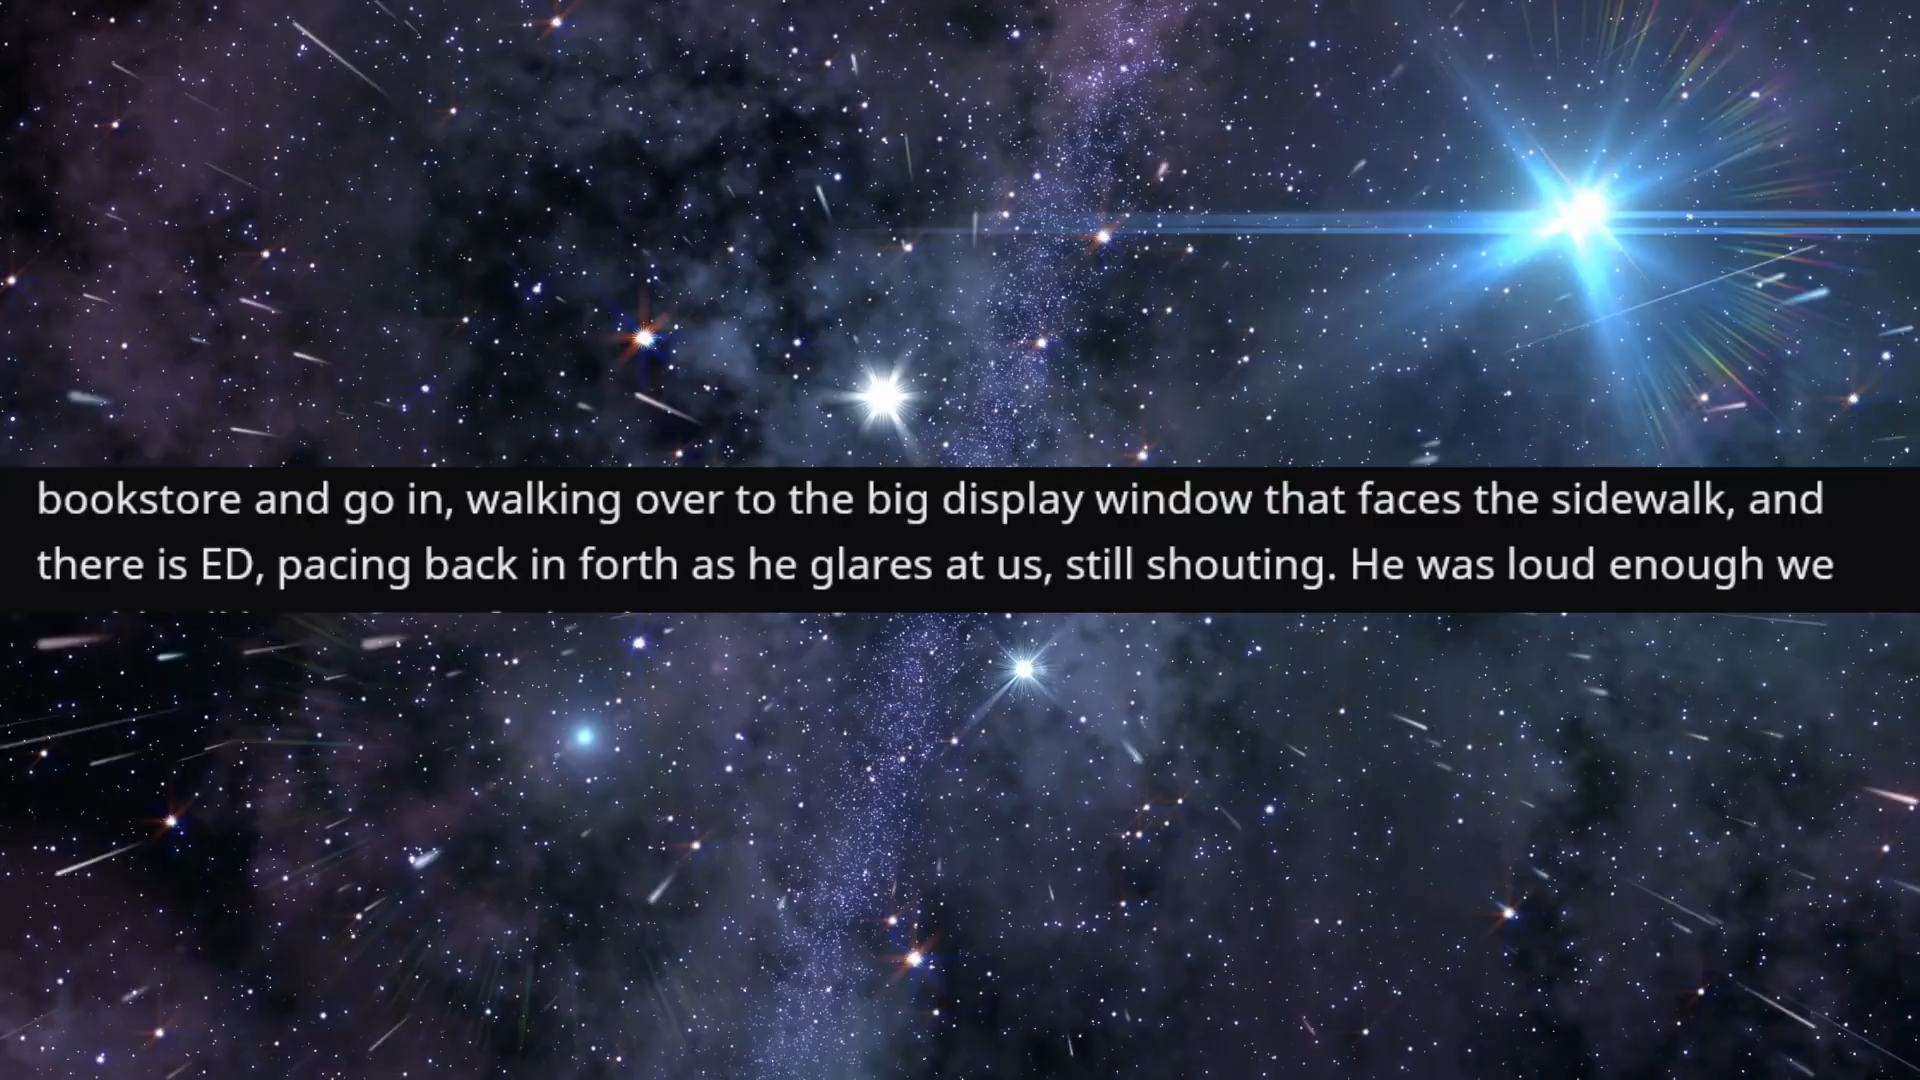 bookstore and go in, walking over to the big display window that faces the sidewalk, and
there is ED, pacing back in forth as he glares at us, still shouting. He was loud enough we